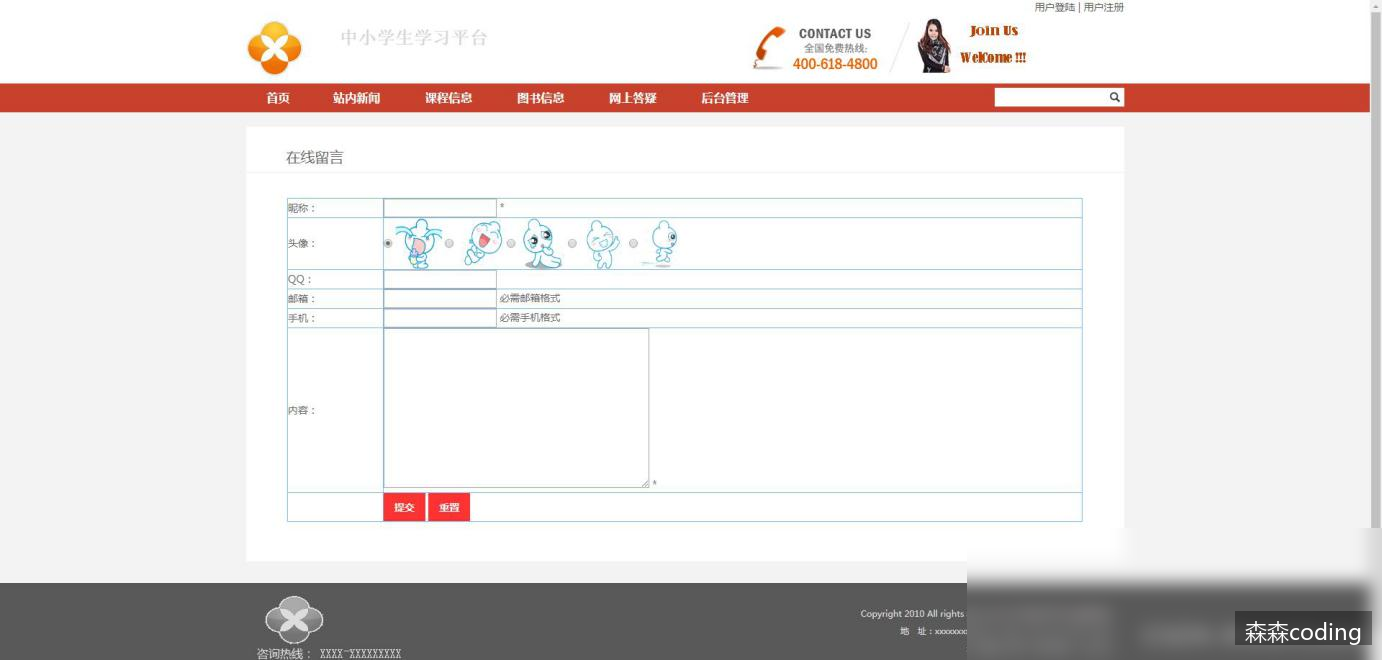 用户登陆 | 用户注册
中小学生学习平台
CONTACT US
全国免费热线:
400-618-4800
Join Us
WelCome !!!
首页 站内新闻 课程信息 图书信息 网上答疑 后台管理
在线留言
昵称： *
头像：
QQ：
邮箱： 必需邮箱格式
手机： 必需手机格式
内容： *
提交 重置
Copyright 2010 All rights
地 址：xxxxxxx
咨询热线： XXXX-XXXXXXXXX
森森coding